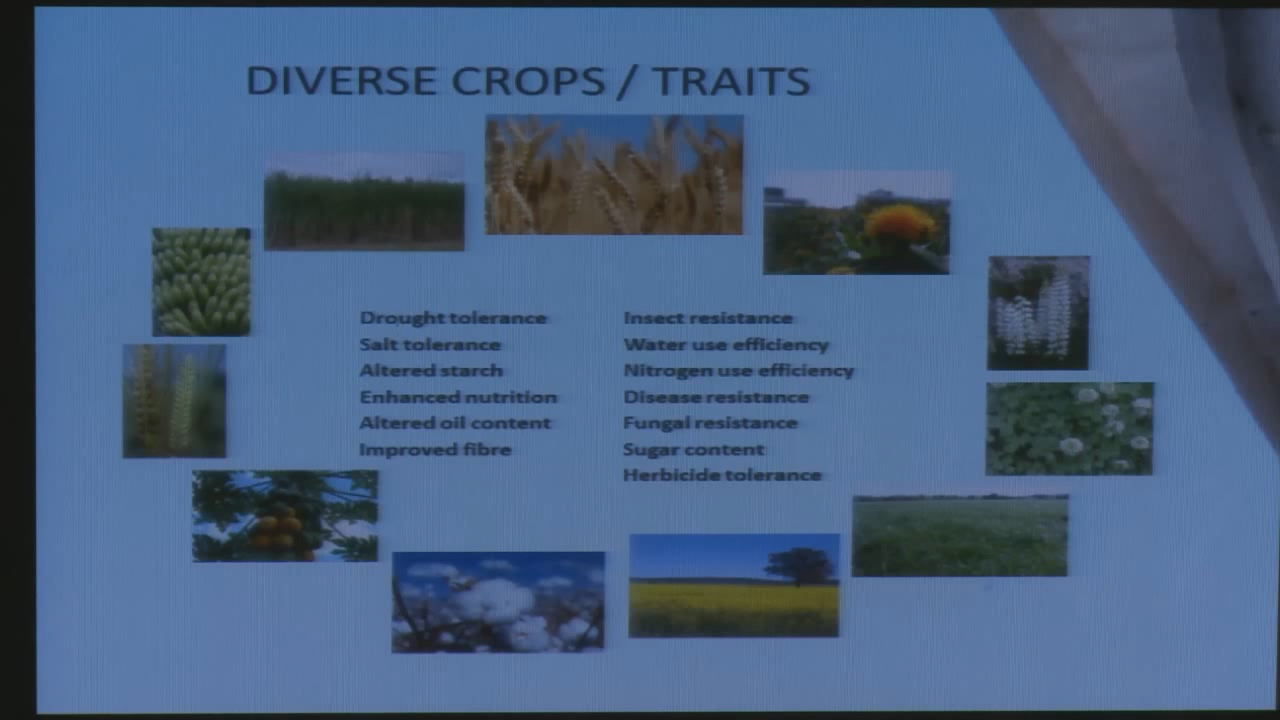 DIVERSE CROPS / TRAITS
Drought tolerance
Salt tolerance
Altered starch
Enhanced nutrition
Altered oil content
Improved fibre
Insect resistance
Water use efficiency
Nitrogen use efficiency
Disease resistance
Fungal resistance
Sugar content
Herbicide tolerance